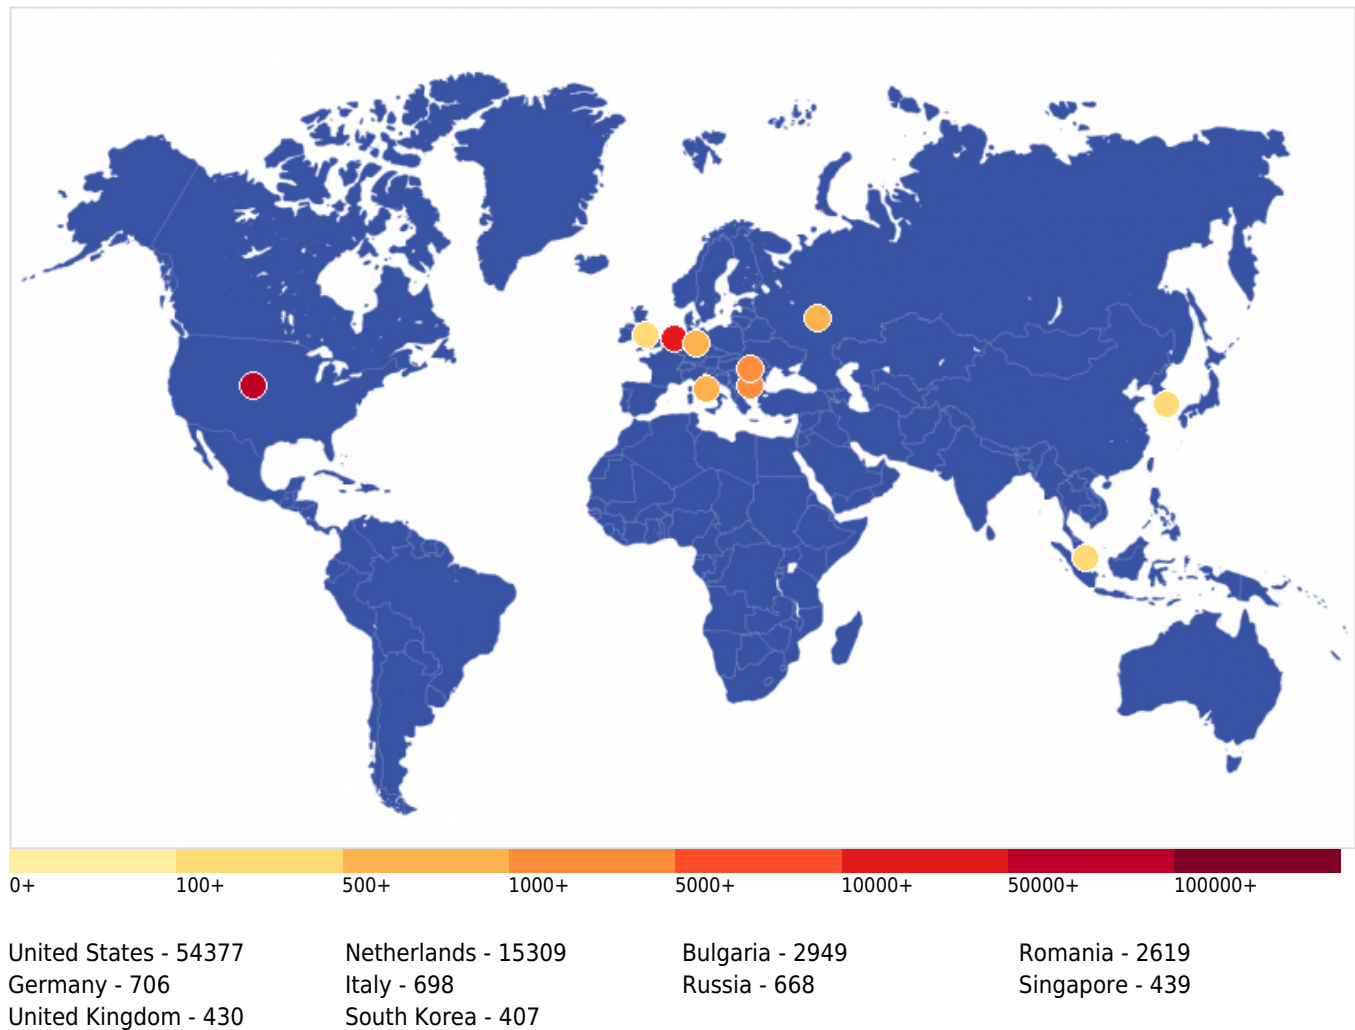 0+ 100+ 500+ 1000+ 5000+ 10000+ 50000+ 100000+
United States - 54377 Netherlands - 15309 Bulgaria - 2949 Romania - 2619
Germany - 706 Italy - 698 Russia - 668 Singapore - 439
United Kingdom - 430 South Korea - 407